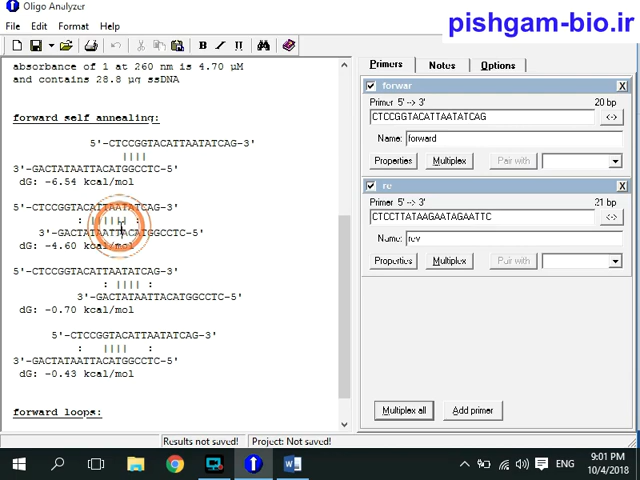 Oligo Analyzer
pishgam-bio.ir
File Edit Format Help
B I U
absorbance of 1 at 260 nm is 4.70 µM
and contains 28.8 µg ssDNA
forward self annealing:
5'-CTCCGGTACATTAATATCAG-3'
||||
3'-GACTATAATTACATGGCCTC-5'
dG: -6.54 kcal/mol
5'-CTCCGGTACATTAATATCAG-3'
: |||||| :
3'-GACTATAATTACATGGCCTC-5'
dG: -4.60 kcal/mol
5'-CTCCGGTACATTAATATCAG-3'
: |||| :
3'-GACTATAATTACATGGCCTC-5'
dG: -0.70 kcal/mol
5'-CTCCGGTACATTAATATCAG-3'
: |||| :
3'-GACTATAATTACATGGCCTC-5'
dG: -0.43 kcal/mol
forward loops:
Primers Notes Options
forwar X
Primer 5' --> 3' 20 bp
CTCCGGTACATTAATATCAG <->
Name: forward
Properties Multiplex Pair with
re X
Primer 5' --> 3' 21 bp
CTCCTTATAAGAATAGAATTC <->
Name: rev
Properties Multiplex Pair with
Multiplex all Add primer
Results not saved! Project: Not saved!
ENG 9:01 PM
10/4/2018